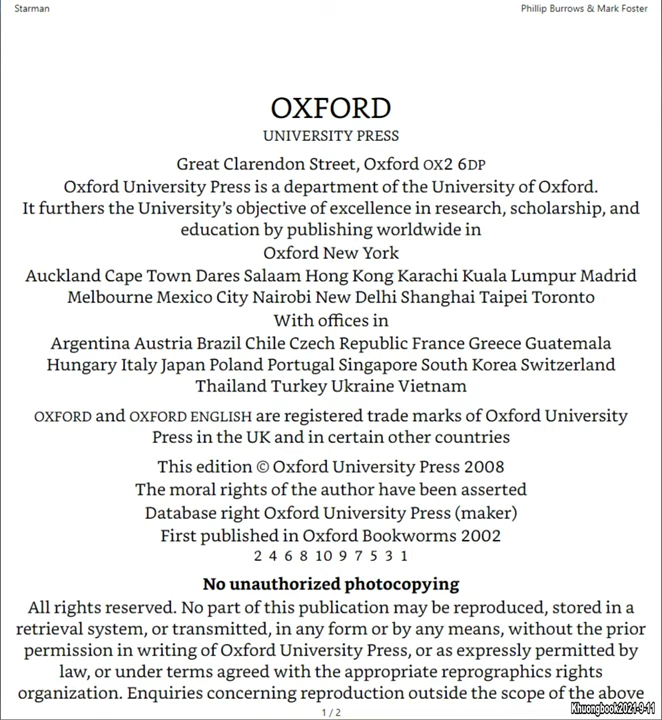 Starman
Phillip Burrows & Mark Foster
OXFORD
UNIVERSITY PRESS
Great Clarendon Street, Oxford OX2 6DP
Oxford University Press is a department of the University of Oxford.
It furthers the University's objective of excellence in research, scholarship, and
education by publishing worldwide in
Oxford New York
Auckland Cape Town Dares Salaam Hong Kong Karachi Kuala Lumpur Madrid
Melbourne Mexico City Nairobi New Delhi Shanghai Taipei Toronto
With offices in
Argentina Austria Brazil Chile Czech Republic France Greece Guatemala
Hungary Italy Japan Poland Portugal Singapore South Korea Switzerland
Thailand Turkey Ukraine Vietnam
OXFORD and OXFORD ENGLISH are registered trade marks of Oxford University
Press in the UK and in certain other countries
This edition © Oxford University Press 2008
The moral rights of the author have been asserted
Database right Oxford University Press (maker)
First published in Oxford Bookworms 2002
2 4 6 8 10 9 7 5 3 1
No unauthorized photocopying
All rights reserved. No part of this publication may be reproduced, stored in a
retrieval system, or transmitted, in any form or by any means, without the prior
permission in writing of Oxford University Press, or as expressly permitted by
law, or under terms agreed with the appropriate reprographics rights
organization. Enquiries concerning reproduction outside the scope of the above
1 / 2
Khuongbook2021-9-11